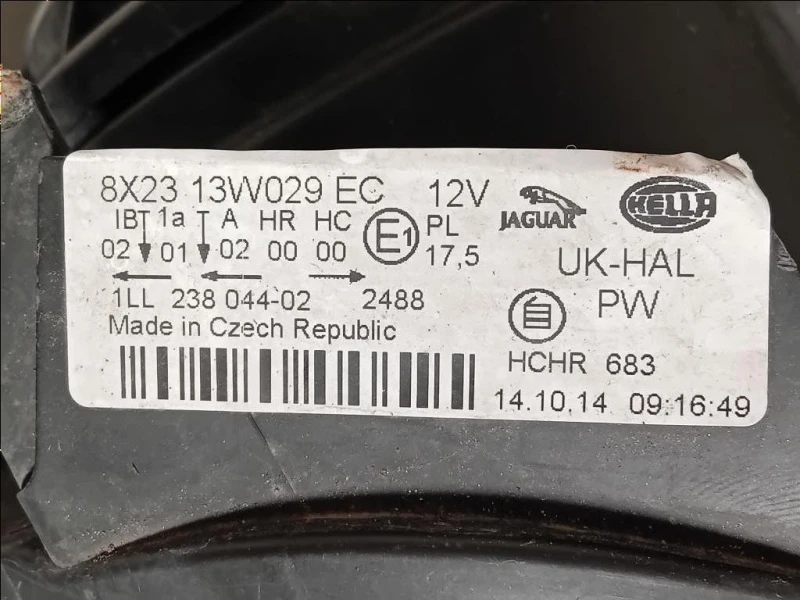 8X23 13W029 EC 12V JAGUAR HELLA
IBT 1a T A HR HC E1 PL
02 01 02 00 00 17,5 UK-HAL
1LL 238 044-02 2488 自 PW
Made in Czech Republic
HCHR 683
14.10.14 09:16:49